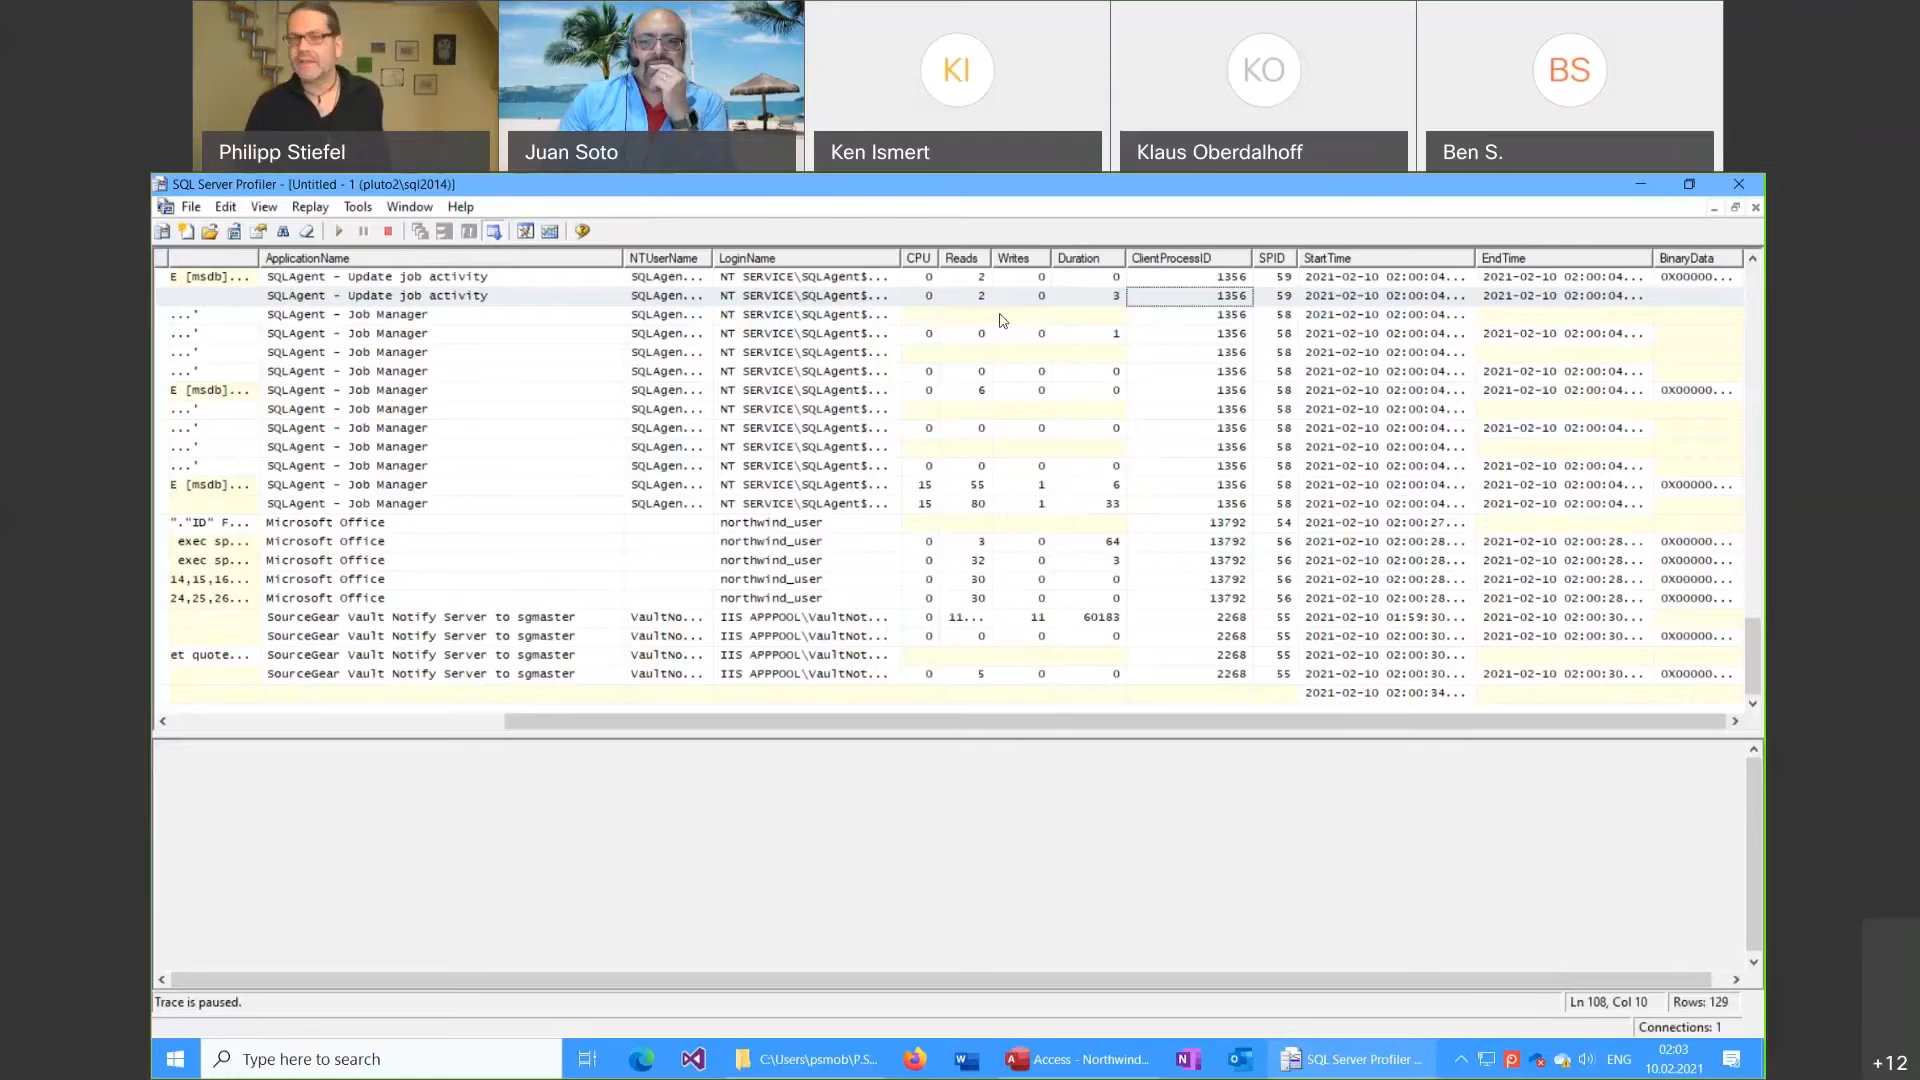 KI
KO
BS
Philipp Stiefel
Juan Soto
Ken Ismert
Klaus Oberdalhoff
Ben S.
SQL Server Profiler - [Untitled - 1 (pluto2\sql2014)]
File Edit View Replay Tools Window Help
ApplicationName NTUserName LoginName CPU Reads Writes Duration ClientProcessID SPID StartTime EndTime BinaryData
E [msdb]... SQLAgent - Update job activity SQLAgen... NT SERVICE\SQLAgent$... 0 2 0 0 1356 59 2021-02-10 02:00:04... 2021-02-10 02:00:04... 0X00000...
SQLAgent - Update job activity SQLAgen... NT SERVICE\SQLAgent$... 0 2 0 3 1356 59 2021-02-10 02:00:04... 2021-02-10 02:00:04...
...' SQLAgent - Job Manager SQLAgen... NT SERVICE\SQLAgent$... 1356 58 2021-02-10 02:00:04...
...' SQLAgent - Job Manager SQLAgen... NT SERVICE\SQLAgent$... 0 0 0 1 1356 58 2021-02-10 02:00:04... 2021-02-10 02:00:04...
...' SQLAgent - Job Manager SQLAgen... NT SERVICE\SQLAgent$... 1356 58 2021-02-10 02:00:04...
...' SQLAgent - Job Manager SQLAgen... NT SERVICE\SQLAgent$... 0 0 0 0 1356 58 2021-02-10 02:00:04... 2021-02-10 02:00:04...
E [msdb]... SQLAgent - Job Manager SQLAgen... NT SERVICE\SQLAgent$... 0 6 0 0 1356 58 2021-02-10 02:00:04... 2021-02-10 02:00:04... 0X00000...
...' SQLAgent - Job Manager SQLAgen... NT SERVICE\SQLAgent$... 1356 58 2021-02-10 02:00:04...
...' SQLAgent - Job Manager SQLAgen... NT SERVICE\SQLAgent$... 0 0 0 0 1356 58 2021-02-10 02:00:04... 2021-02-10 02:00:04...
...' SQLAgent - Job Manager SQLAgen... NT SERVICE\SQLAgent$... 1356 58 2021-02-10 02:00:04...
...' SQLAgent - Job Manager SQLAgen... NT SERVICE\SQLAgent$... 0 0 0 0 1356 58 2021-02-10 02:00:04... 2021-02-10 02:00:04...
E [msdb]... SQLAgent - Job Manager SQLAgen... NT SERVICE\SQLAgent$... 15 55 1 6 1356 58 2021-02-10 02:00:04... 2021-02-10 02:00:04... 0X00000...
SQLAgent - Job Manager SQLAgen... NT SERVICE\SQLAgent$... 15 80 1 33 1356 58 2021-02-10 02:00:04... 2021-02-10 02:00:04...
"."ID" F... Microsoft Office northwind_user 13792 54 2021-02-10 02:00:27...
exec sp... Microsoft Office northwind_user 0 3 0 64 13792 56 2021-02-10 02:00:28... 2021-02-10 02:00:28... 0X00000...
exec sp... Microsoft Office northwind_user 0 32 0 3 13792 56 2021-02-10 02:00:28... 2021-02-10 02:00:28... 0X00000...
14,15,16... Microsoft Office northwind_user 0 30 0 0 13792 56 2021-02-10 02:00:28... 2021-02-10 02:00:28... 0X00000...
24,25,26... Microsoft Office northwind_user 0 30 0 0 13792 56 2021-02-10 02:00:28... 2021-02-10 02:00:28... 0X00000...
SourceGear Vault Notify Server to sgmaster VaultNo... IIS APPPOOL\VaultNot... 0 11... 11 60183 2268 55 2021-02-10 01:59:30... 2021-02-10 02:00:30...
SourceGear Vault Notify Server to sgmaster VaultNo... IIS APPPOOL\VaultNot... 0 0 0 0 2268 55 2021-02-10 02:00:30... 2021-02-10 02:00:30... 0X00000...
et quote... SourceGear Vault Notify Server to sgmaster VaultNo... IIS APPPOOL\VaultNot... 2268 55 2021-02-10 02:00:30...
SourceGear Vault Notify Server to sgmaster VaultNo... IIS APPPOOL\VaultNot... 0 5 0 0 2268 55 2021-02-10 02:00:30... 2021-02-10 02:00:30... 0X00000...
2021-02-10 02:00:34...
Trace is paused.
Ln 108, Col 10 Rows: 129
Connections: 1
Type here to search
C:\Users\psmob\P.S...
Access - Northwind...
SQL Server Profiler ...
ENG
02:03
10.02.2021
+12